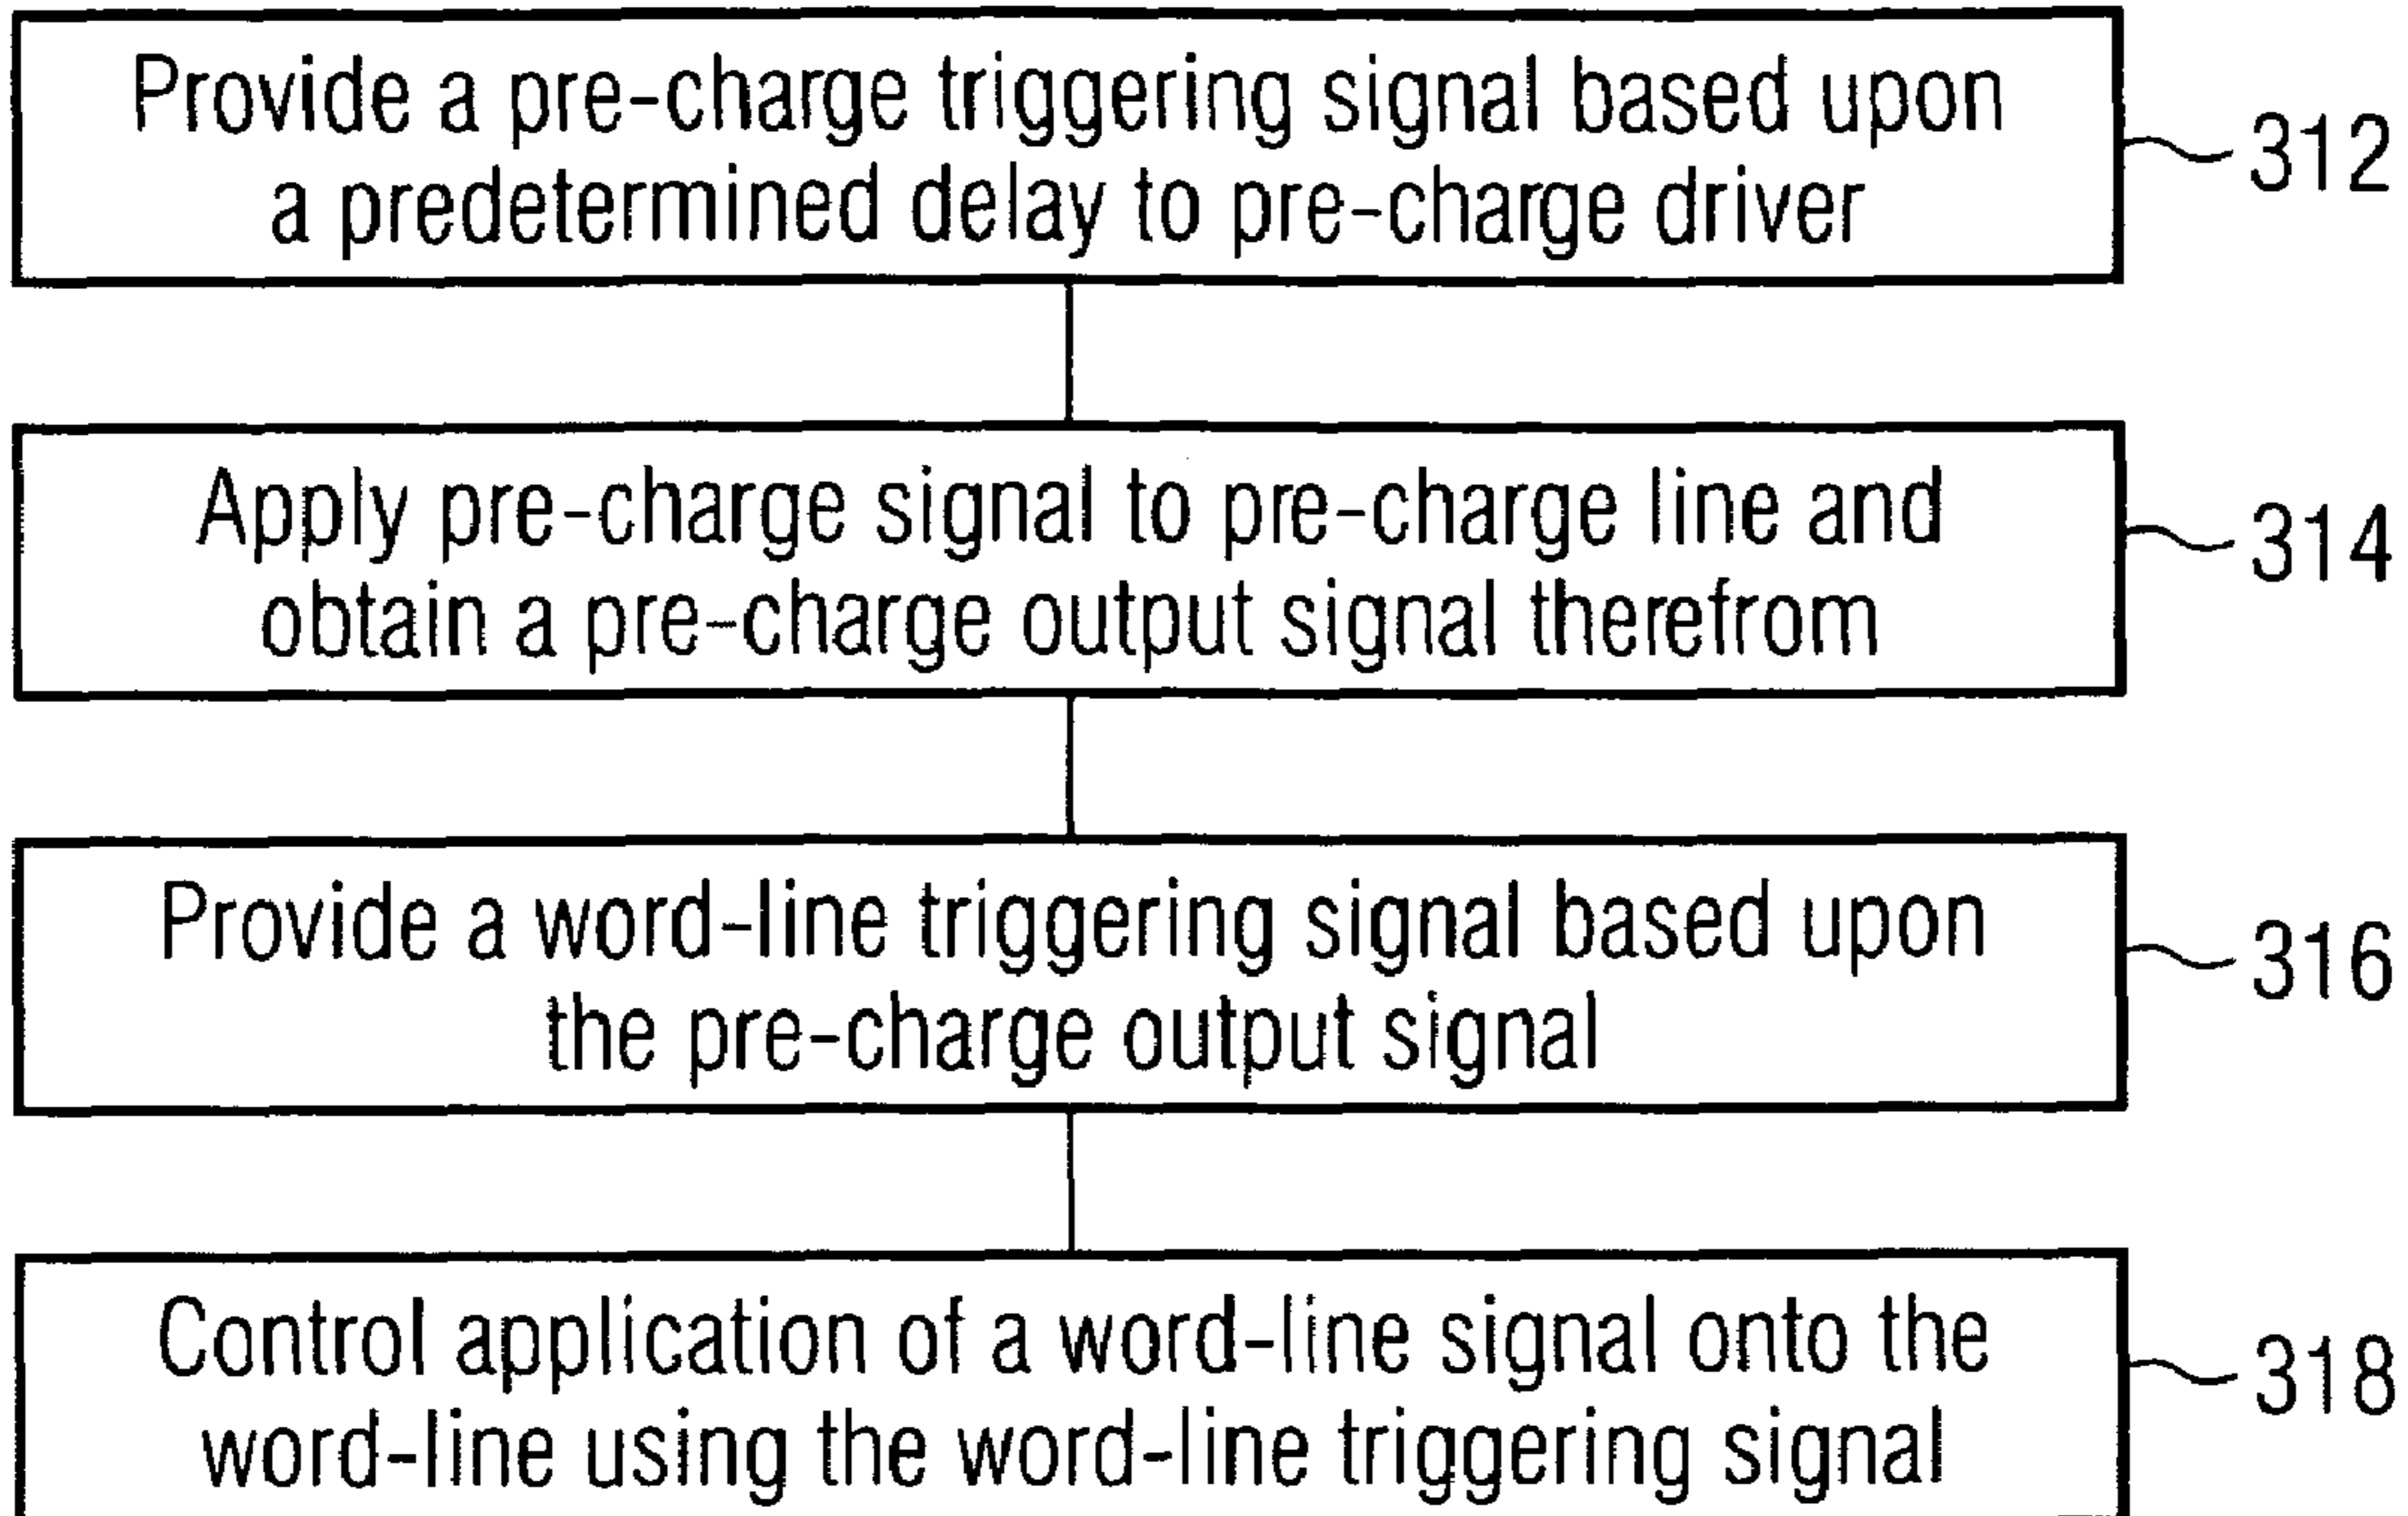 Provide a pre-charge triggering signal based upon
a predetermined delay to pre-charge driver
312
Apply pre-charge signal to pre-charge line and
obtain a pre-charge output signal therefrom
314
Provide a word-line triggering signal based upon
the pre-charge output signal
316
Control application of a word-line signal onto the
word-line using the word-line triggering signal
318